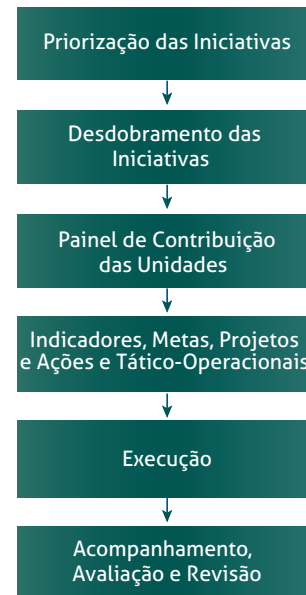 Priorização das Iniciativas
Desdobramento das
Iniciativas
Painel de Contribuição
das Unidades
Indicadores, Metas, Projetos
e Ações e Tático-Operacionais
Execução
Acompanhamento,
Avaliação e Revisão